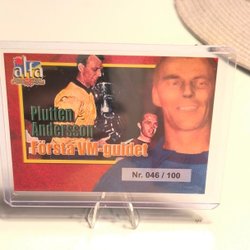 alfa
Plutten
Andersson
Första VM-guldet
Nr. 046 / 100